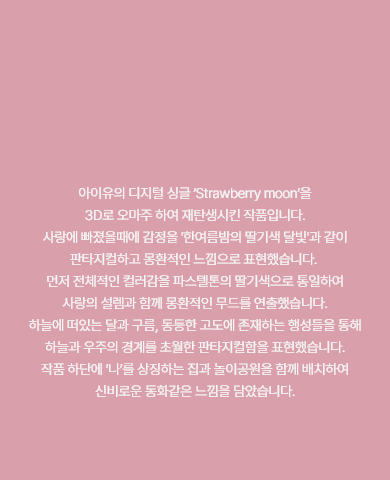 아이유의 디지털 싱글 'Strawberry moon'을
3D로 오마주 하여 재탄생시킨 작품입니다.
사랑에 빠졌을때에 감정을 '한여름밤의 딸기색 달빛'과 같이
판타지컬하고 몽환적인 느낌으로 표현했습니다.
먼저 전체적인 컬러감을 파스텔톤의 딸기색으로 통일하여
사랑의 설렘과 함께 몽환적인 무드를 연출했습니다.
하늘에 떠있는 달과 구름, 동등한 고도에 존재하는 행성들을 통해
하늘과 우주의 경계를 초월한 판타지컬함을 표현했습니다.
작품 하단에 '나'를 상징하는 집과 놀이공원을 함께 배치하여
신비로운 동화같은 느낌을 담았습니다.